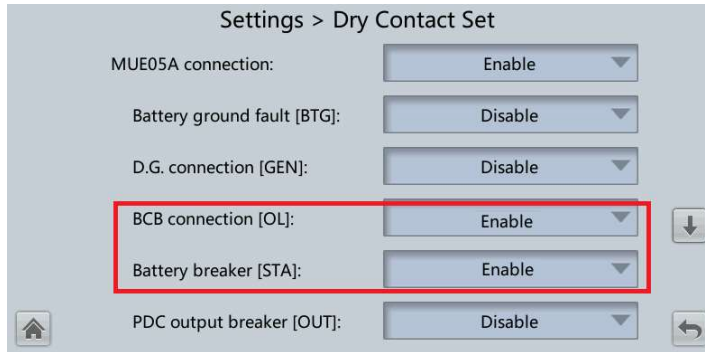 Settings > Dry Contact Set
MUE05A connection: Enable
Battery ground fault [BTG]: Disable
D.G. connection [GEN]: Disable
BCB connection [OL]: Enable
Battery breaker [STA]: Enable
PDC output breaker [OUT]: Disable